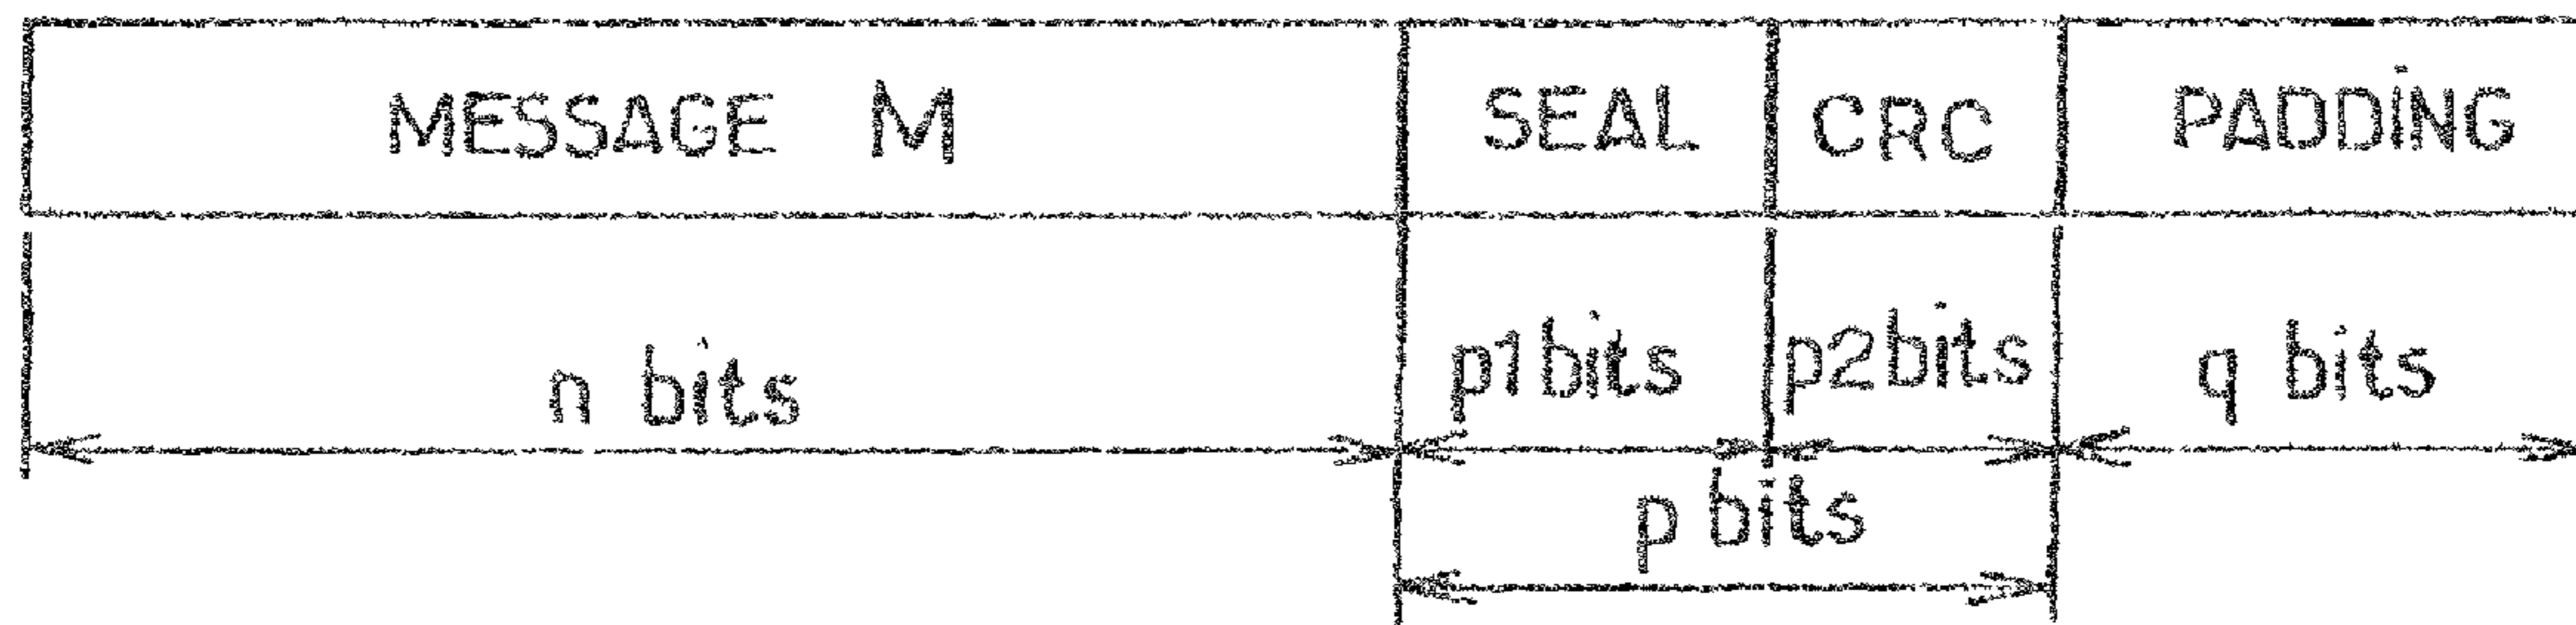 MESSAGE M SEAL CRC PADDING
n bits p1bits p2bits q bits
p bits